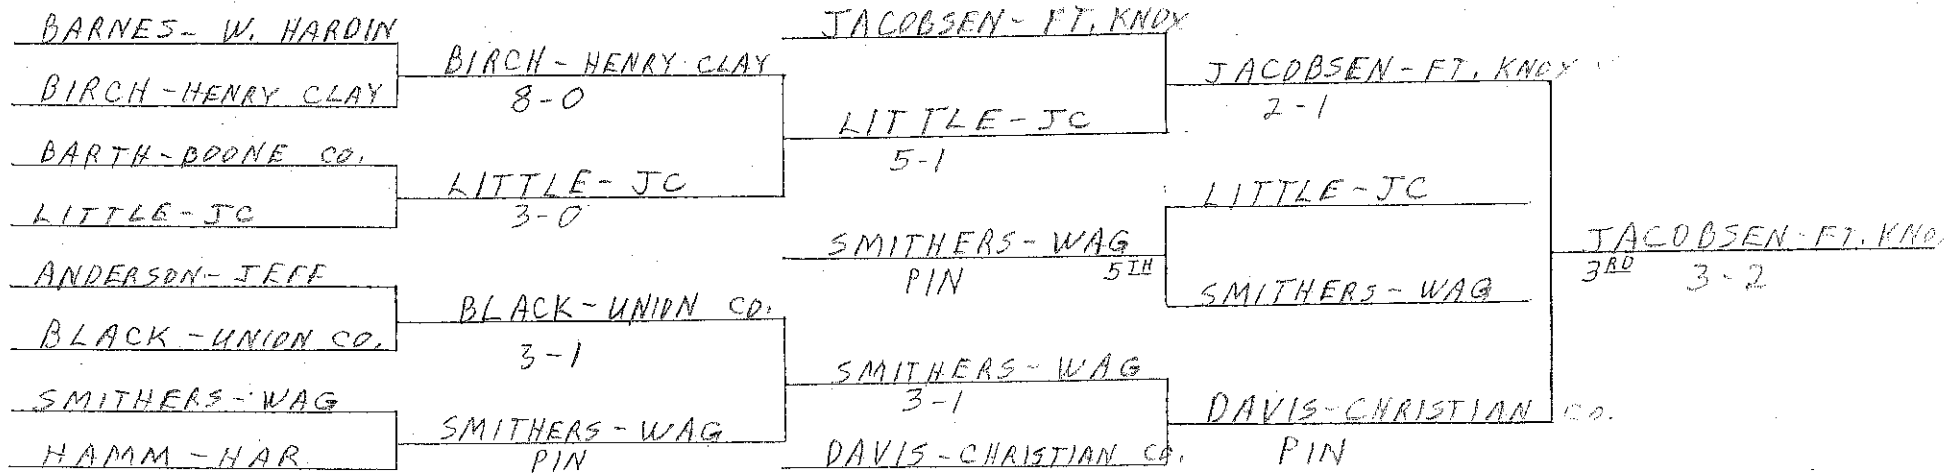 BARNES- W. HARDIN
BIRCH-HENRY CLAY
BARTH-BOONE CO.
LITTLE-JC
ANDERSON-JEFF
BLACK-UNION CO.
SMITHERS-WAG
HAMM-HAR
BIRCH-HENRY CLAY
8-0
LITTLE-JC
3-0
BLACK-UNION CO.
3-1
SMITHERS-WAG
PIN
JACOBSEN-FT. KNOX
LITTLE-JC
5-1
SMITHERS-WAG
PIN
5TH
SMITHERS-WAG
3-1
DAVIS-CHRISTIAN CO.
JACOBSEN-FT. KNOX
2-1
LITTLE-JC
SMITHERS-WAG
DAVIS-CHRISTIAN CO.
PIN
JACOBSEN-FT. KNO
3RD 3-2